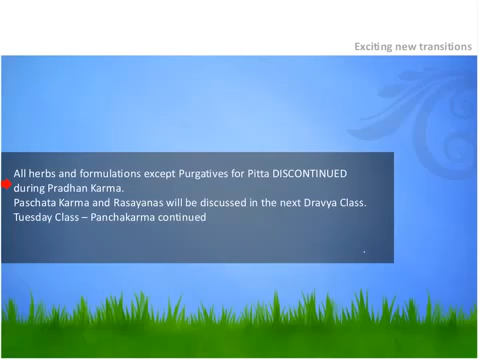 Exciting new transitions
All herbs and formulations except Purgatives for Pitta DISCONTINUED
during Pradhan Karma.
Paschata Karma and Rasayanas will be discussed in the next Dravya Class.
Tuesday Class – Panchakarma continued
.